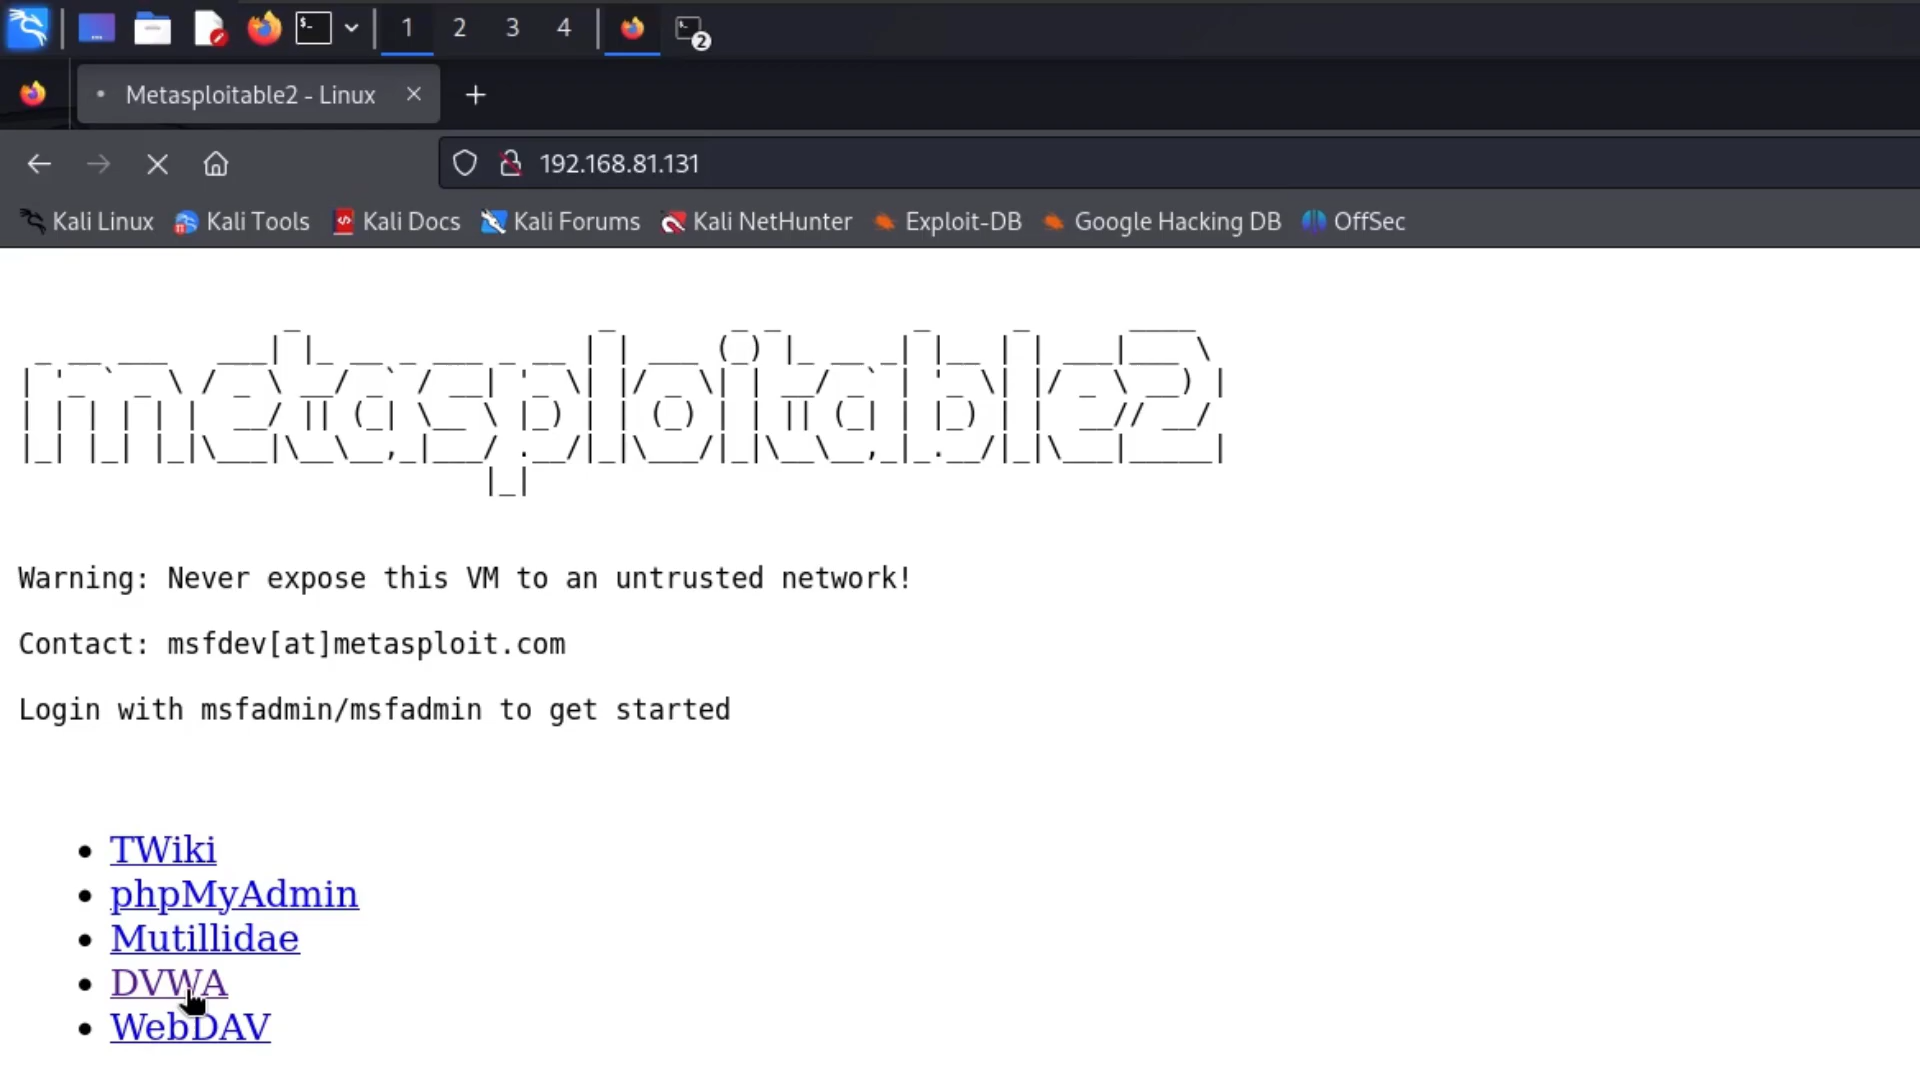 1 2 3 4 2
Metasploitable2 - Linux
192.168.81.131
Kali Linux Kali Tools Kali Docs Kali Forums Kali NetHunter Exploit-DB Google Hacking DB OffSec
metasploitable2
Warning: Never expose this VM to an untrusted network!
Contact: msfdev[at]metasploit.com
Login with msfadmin/msfadmin to get started
TWiki
phpMyAdmin
Mutillidae
DVWA
WebDAV